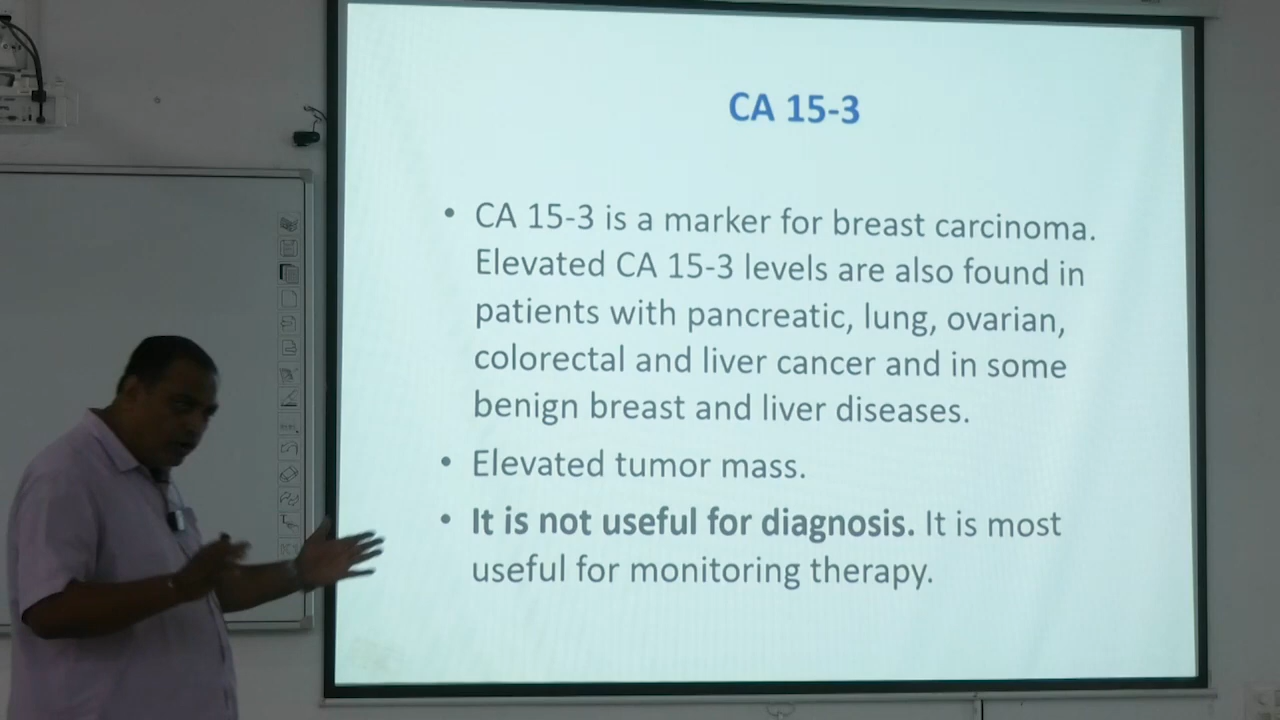 CA 15-3
• CA 15-3 is a marker for breast carcinoma.
Elevated CA 15-3 levels are also found in
patients with pancreatic, lung, ovarian,
colorectal and liver cancer and in some
benign breast and liver diseases.
• Elevated tumor mass.
• It is not useful for diagnosis. It is most
useful for monitoring therapy.